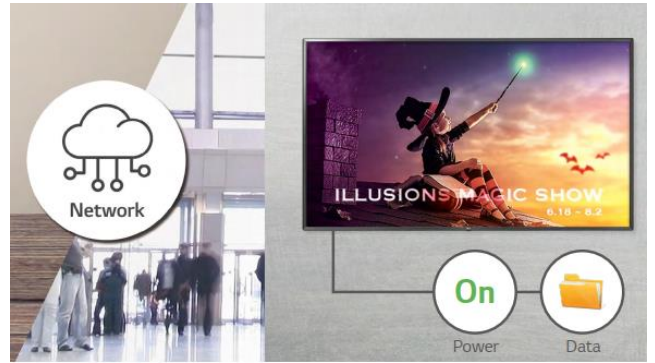 Network
ILLUSIONS MAGIC SHOW
6.18 - 8.2
On
Power
Data